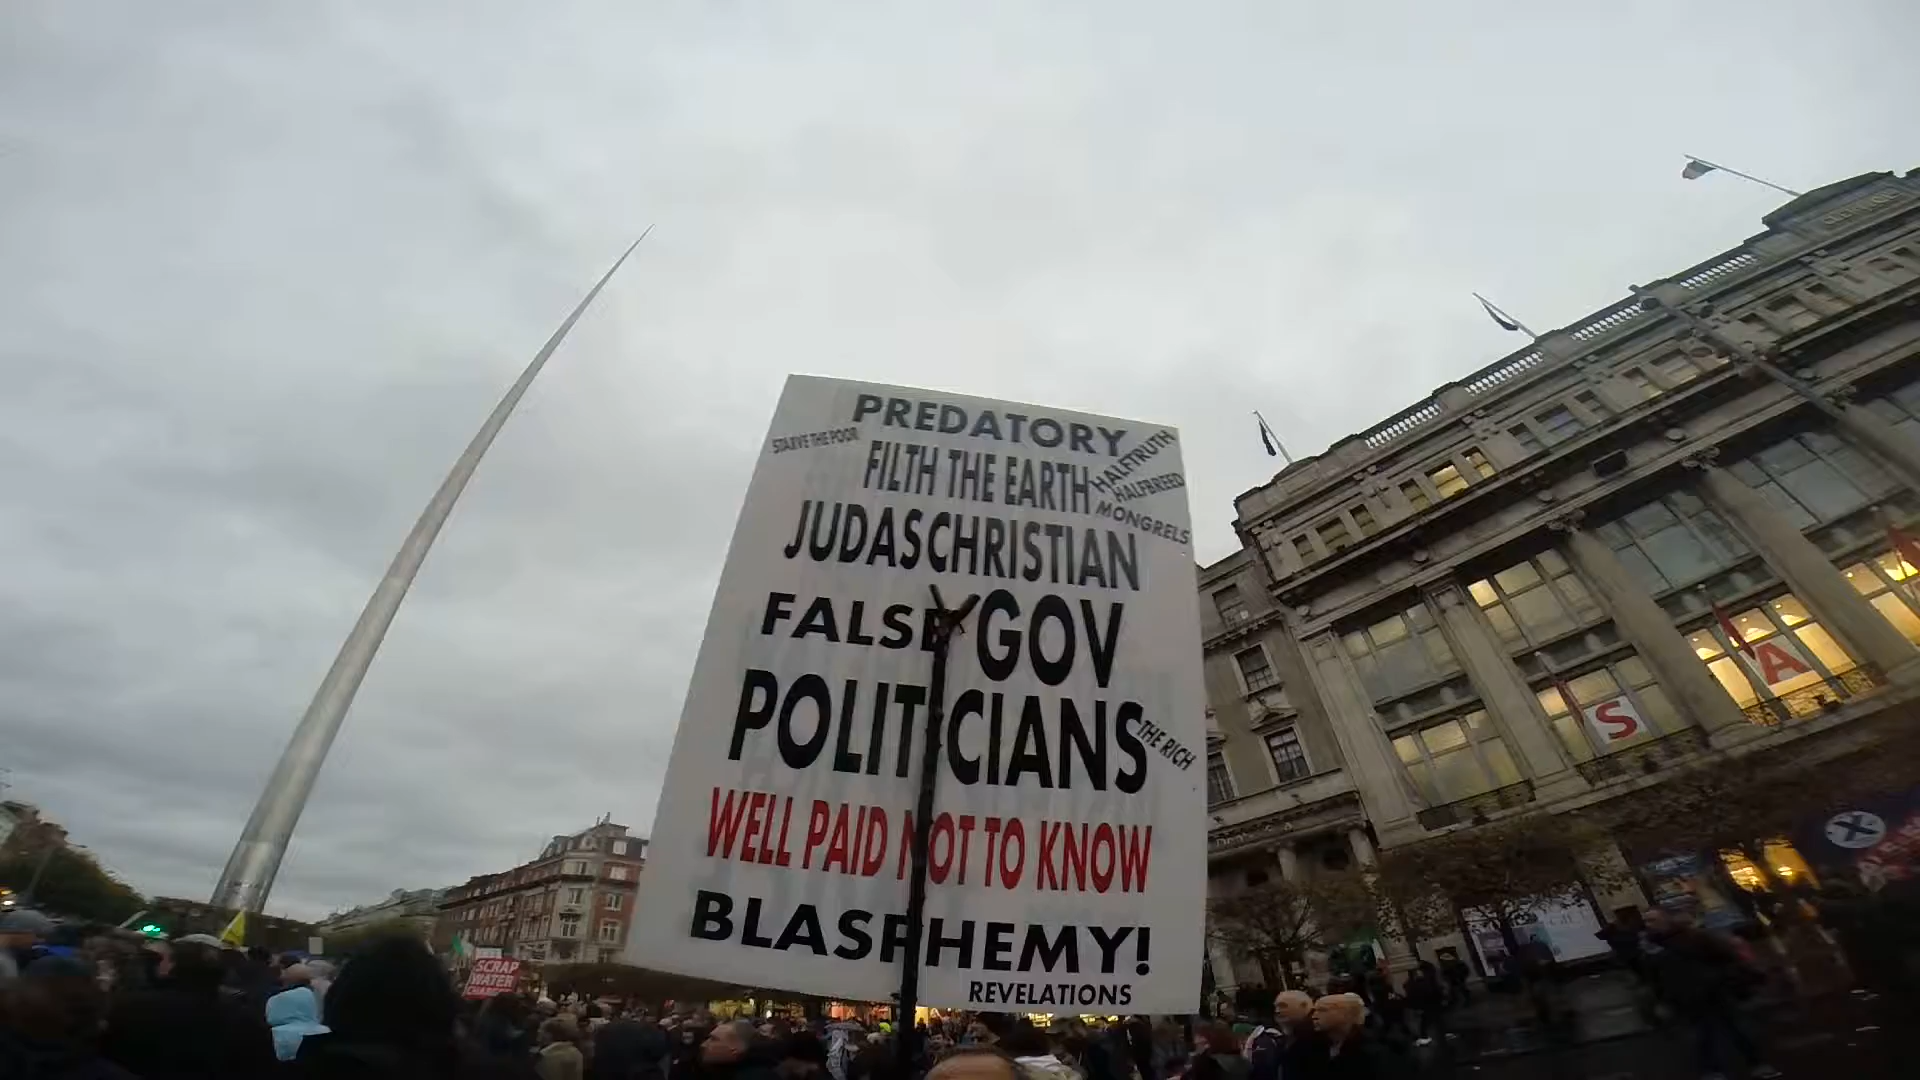 PREDATORY
STARVE THE POOR
FILTH THE EARTH
HALFTRUTH
HALFBREED
MONGRELS
JUDASCHRISTIAN
FALSE GOV
POLITICIANS
THE RICH
WELL PAID NOT TO KNOW
BLASPHEMY!
REVELATIONS
SCRAP
WATER
CHARGES
S
A